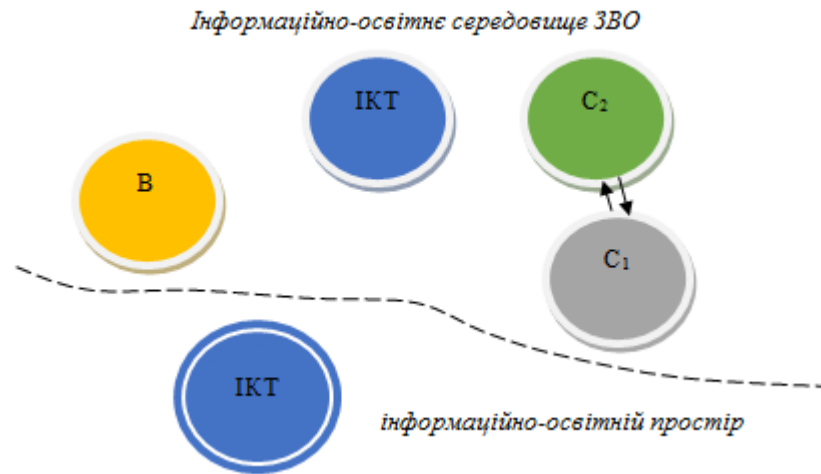 Інформаційно-освітнє середовище ЗВО
ІКТ
С₂
В
С₁
ІКТ
інформаційно-освітній простір